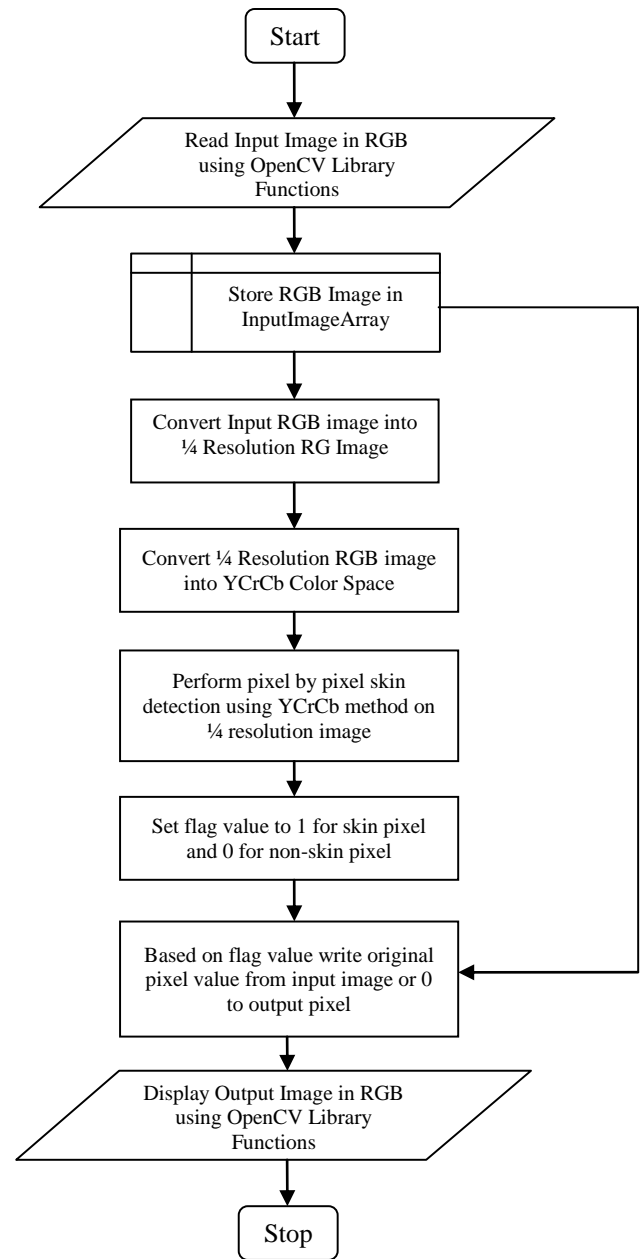 Start
Read Input Image in RGB
using OpenCV Library
Functions
Store RGB Image in
InputImageArray
Convert Input RGB image into
¼ Resolution RG Image
Convert ¼ Resolution RGB image
into YCrCb Color Space
Perform pixel by pixel skin
detection using YCrCb method on
¼ resolution image
Set flag value to 1 for skin pixel
and 0 for non-skin pixel
Based on flag value write original
pixel value from input image or 0
to output pixel
Display Output Image in RGB
using OpenCV Library
Functions
Stop